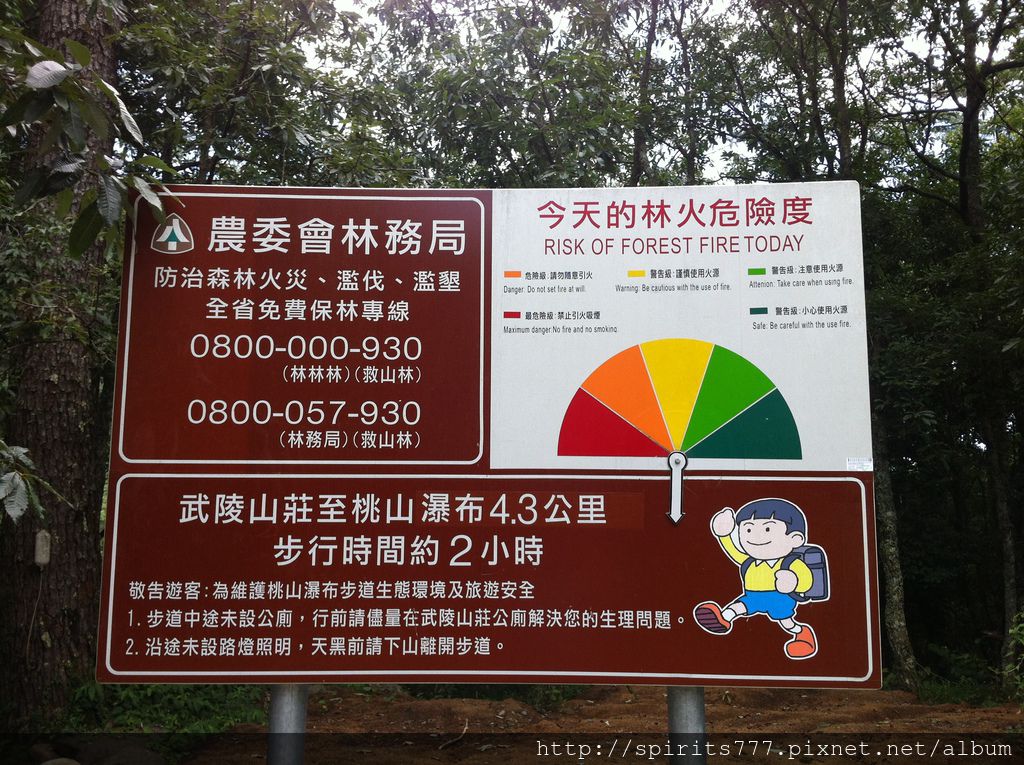 農委會林務局
防治森林火災、濫伐、濫墾
全省免費保林專線
0800-000-930
(林林林)(救山林)
0800-057-930
(林務局)(救山林)
今天的林火危險度
RISK OF FOREST FIRE TODAY
危險級:請勿隨意引火
Danger: Do not set fire at will.
警告級:謹慎使用火源
Warning: Be cautious with the use of fire.
警告級:注意使用火源
Attenion: Take care when using fire.
最危險級:禁止引火吸煙
Maximum danger:No fire and no smoking.
警告級:小心使用火源
Safe: Be careful with the use fire.
武陵山莊至桃山瀑布4.3公里
步行時間約2小時
敬告遊客:為維護桃山瀑布步道生態環境及旅遊安全
1. 步道中途未設公廁，行前請儘量在武陵山莊公廁解決您的生理問題。
2. 沿途未設路燈照明，天黑前請下山離開步道。
http://spirits777.pixnet.net/album